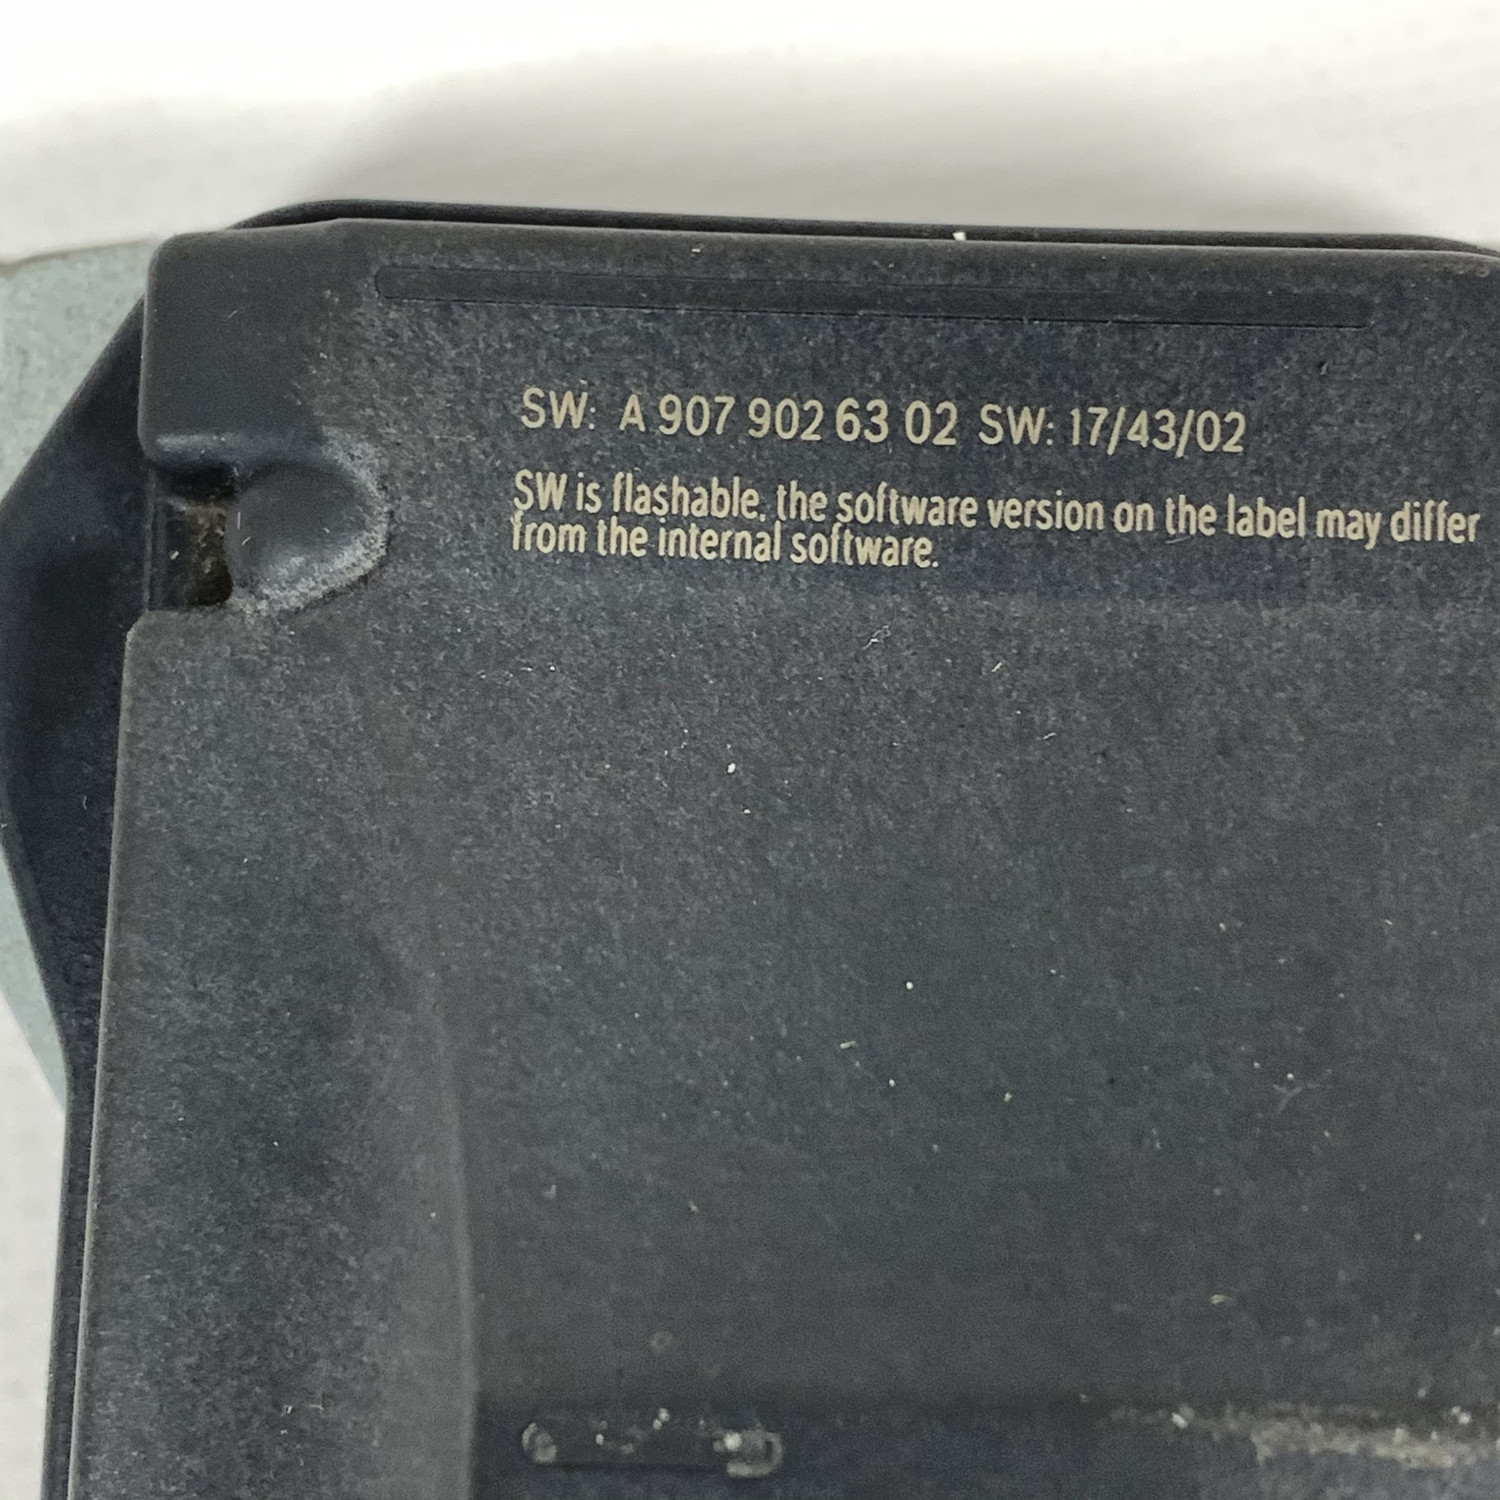 SW: A 907 902 63 02 SW: 17/43/02
SW is flashable. the software version on the label may differ
from the internal software.